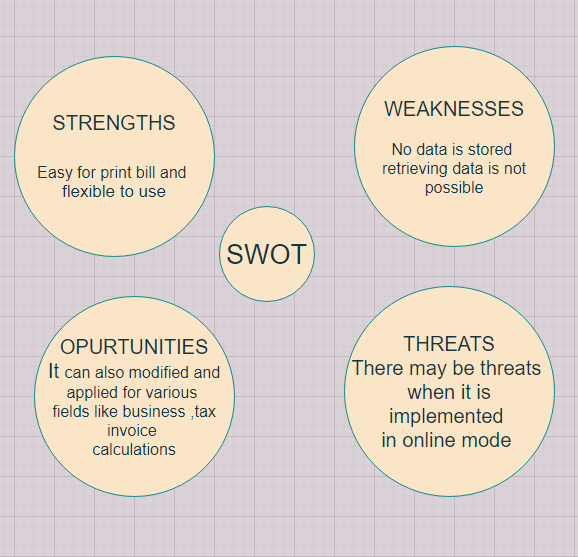 STRENGTHS
Easy for print bill and
flexible to use
WEAKNESSES
No data is stored
retrieving data is not
possible
SWOT
OPURTUNITIES
It can also modified and
applied for various
fields like business ,tax
invoice
calculations
THREATS
There may be threats
when it is
implemented
in online mode